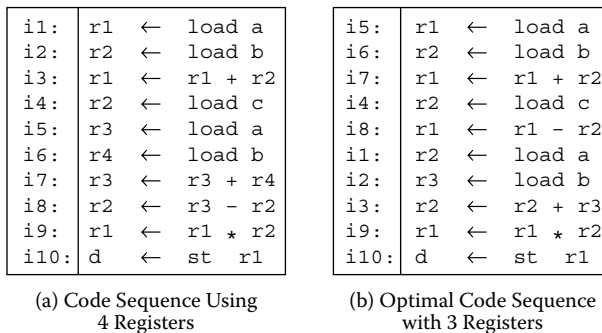 i1: r1 ← load a
i2: r2 ← load b
i3: r1 ← r1 + r2
i4: r2 ← load c
i5: r3 ← load a
i6: r4 ← load b
i7: r3 ← r3 + r4
i8: r2 ← r3 - r2
i9: r1 ← r1 * r2
i10: d ← st r1
(a) Code Sequence Using
4 Registers
i5: r1 ← load a
i6: r2 ← load b
i7: r1 ← r1 + r2
i4: r2 ← load c
i8: r1 ← r1 - r2
i1: r2 ← load a
i2: r3 ← load b
i3: r2 ← r2 + r3
i9: r1 ← r1 * r2
i10: d ← st r1
(b) Optimal Code Sequence
with 3 Registers